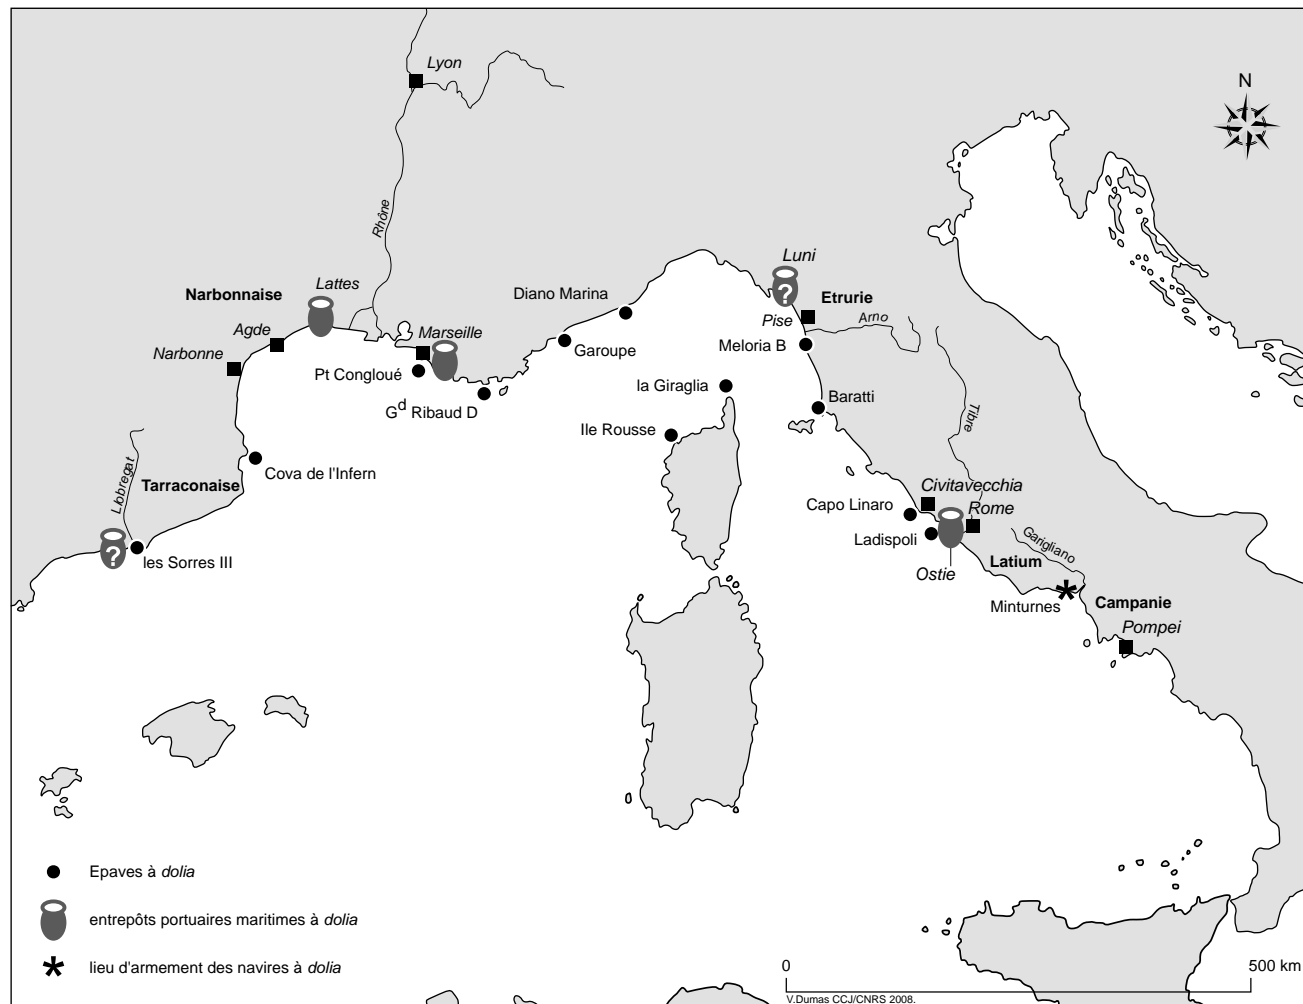 Lyon
N
Rhône
Luni
Lattes
?
Narbonnaise
Diano Marina
Etrurie
Agde
Marseille
Pise
Arno
Narbonne
Garoupe
Meloria B
Pt Congloué
la Giraglia
Gd Ribaud D
Baratti
Tibre
Ile Rousse
Llobregat
Cova de l'Infern
Tarraconaise
Civitavecchia
Capo Linaro
Rome
?
les Sorres III
Ladispoli
Garigliano
Latium
Ostie
Minturnes
Campanie
Pompei
Epaves à dolia
entrepôts portuaires maritimes à dolia
lieu d'armement des navires à dolia
0
500 km
V.Dumas CCJ/CNRS 2008.